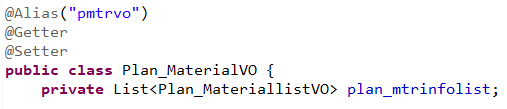 @Alias("pmtrvo")
@Getter
@Setter
public class Plan_MaterialVO {
    private List<Plan_MateriallistVO> plan_mtrinfolist;